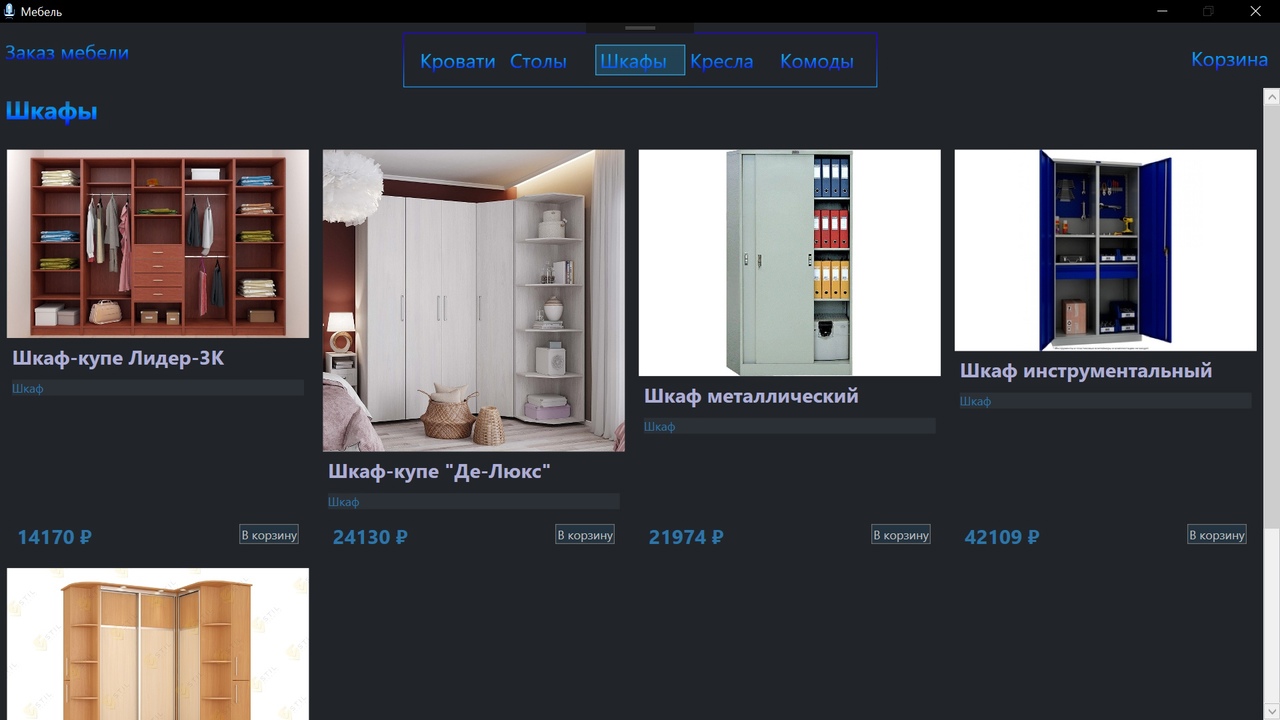 Мебель
Заказ мебели
Кровати Столы Шкафы Кресла Комоды
Корзина
Шкафы
Шкаф-купе Лидер-3К
Шкаф
14170 ₽ В корзину
Шкаф-купе "Де-Люкс"
Шкаф
24130 ₽ В корзину
Шкаф металлический
Шкаф
21974 ₽ В корзину
Шкаф инструментальный
Шкаф
42109 ₽ В корзину